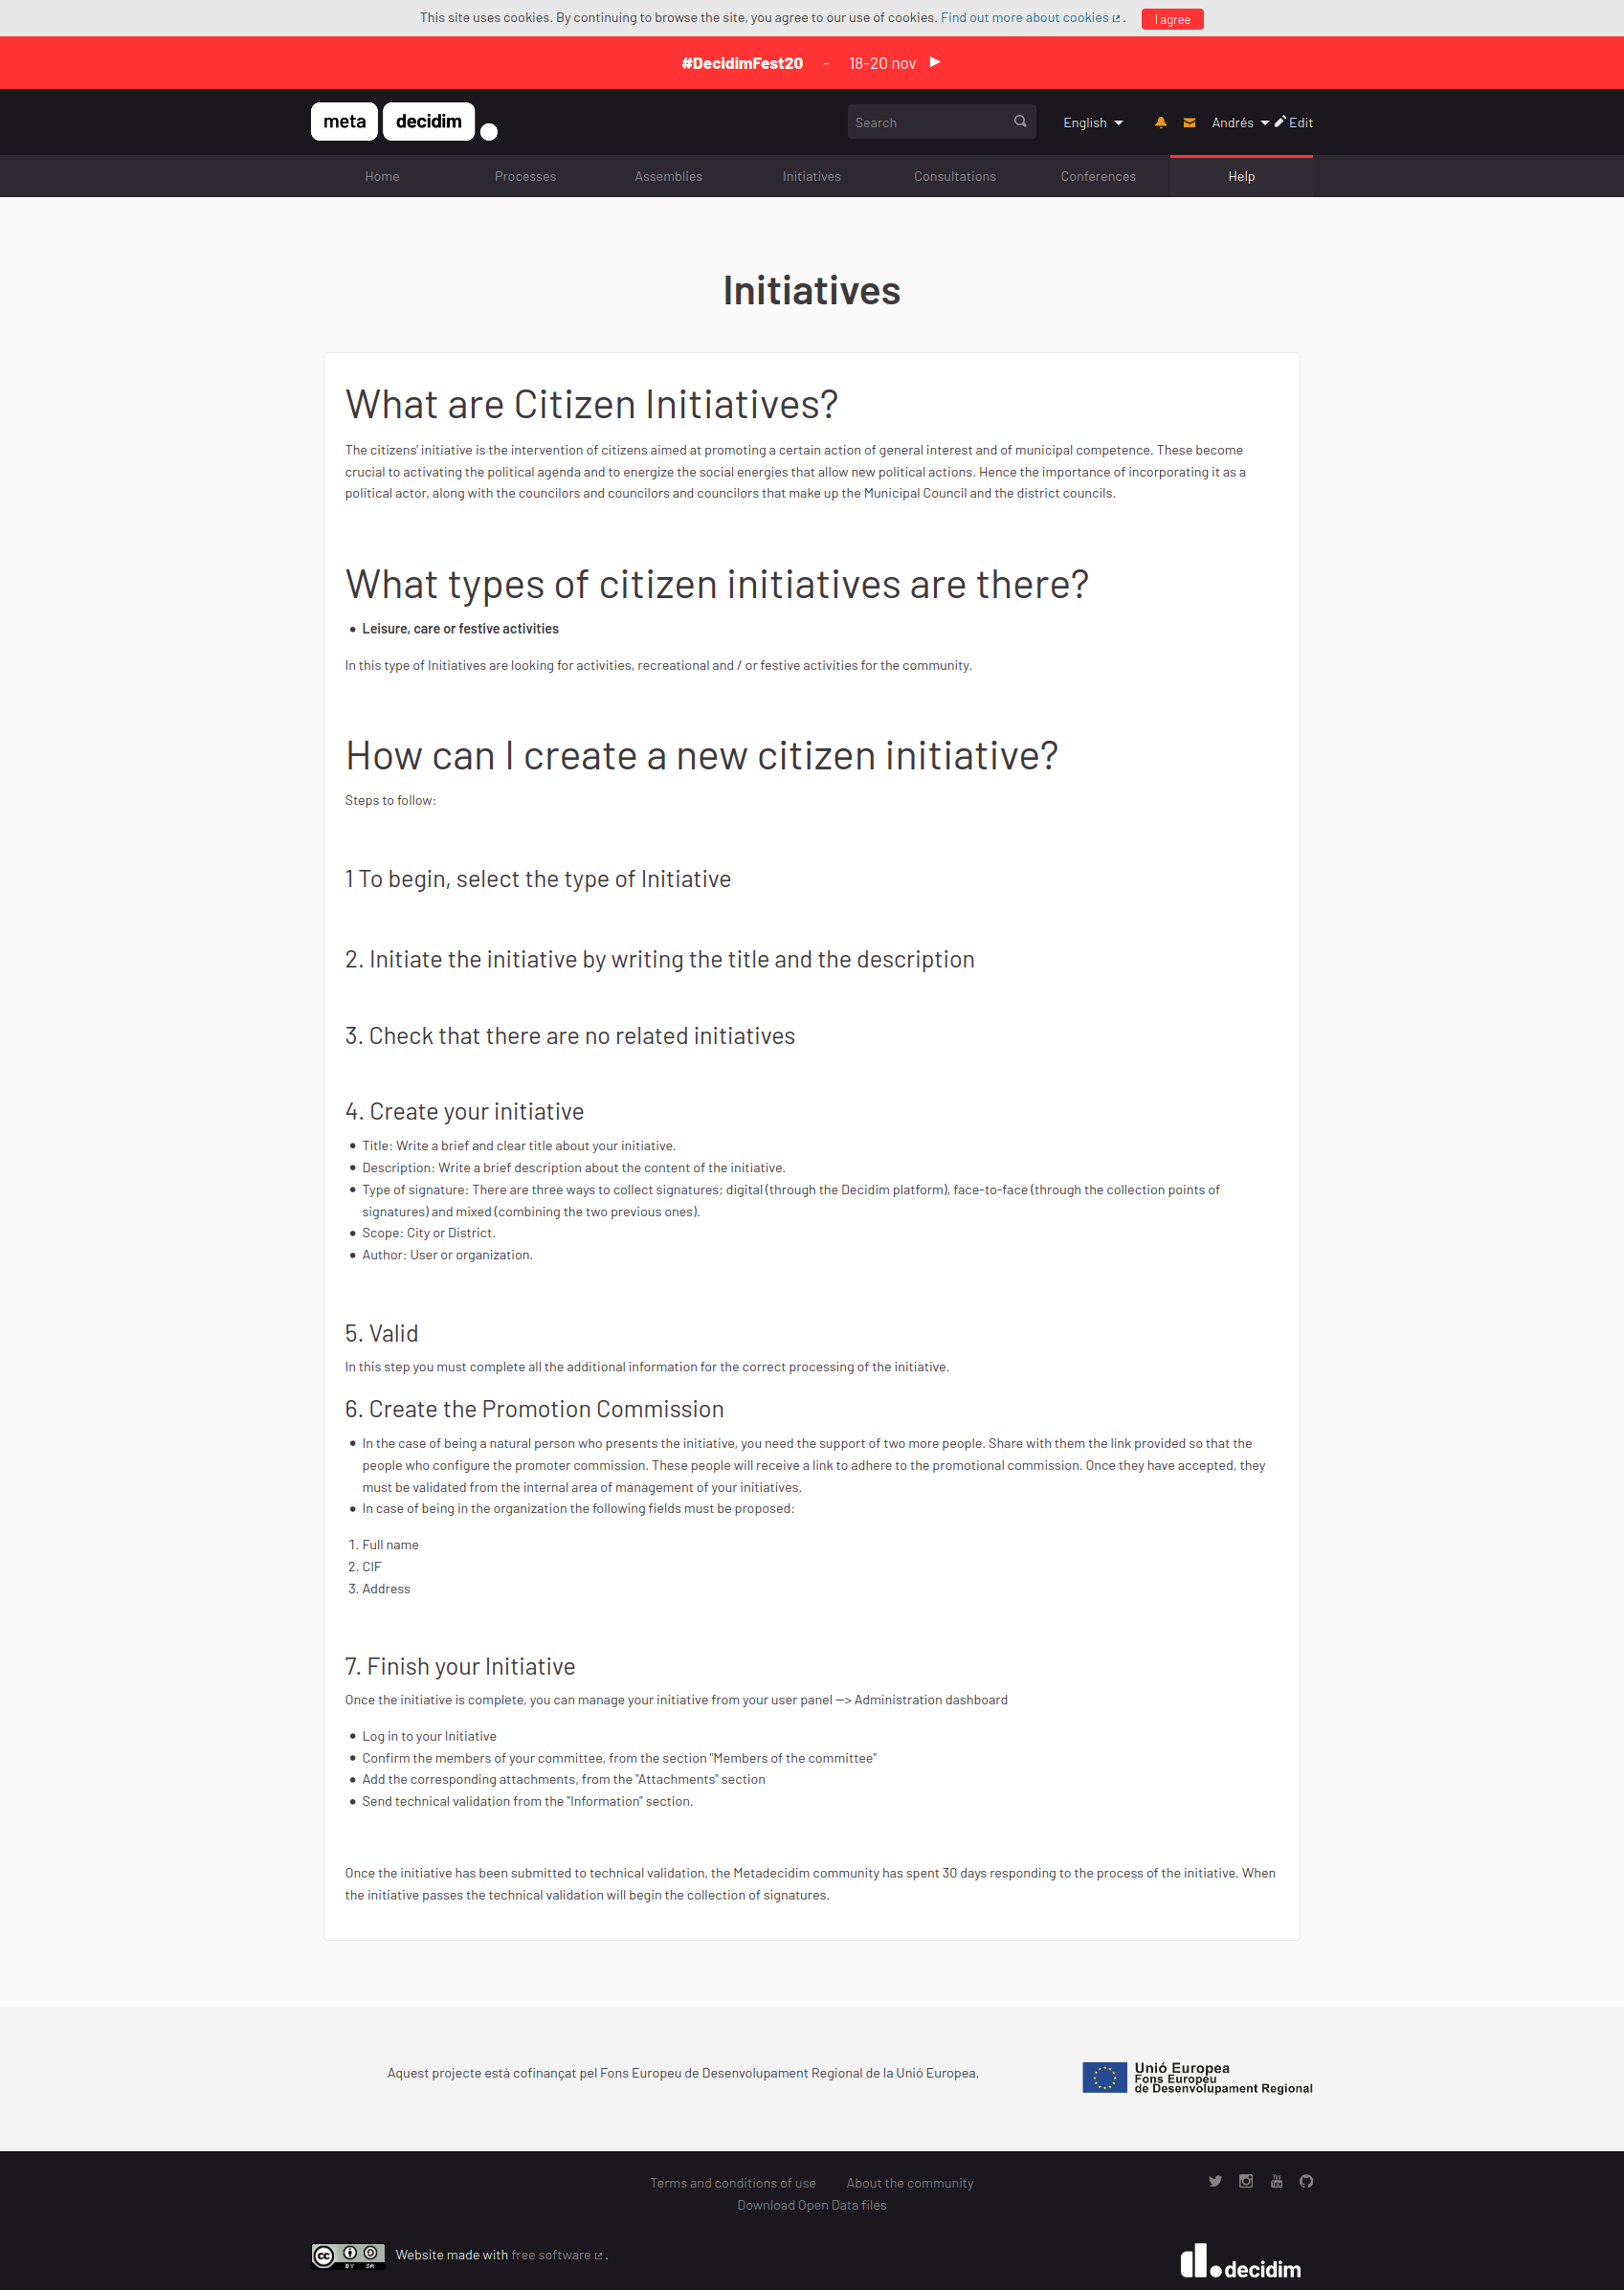 This site uses cookies. By continuing to browse the site, you agree to our use of cookies. Find out more about cookies . I agree
#DecidimFest20 - 18-20 nov
meta decidim
Search
English
Andrés
Edit
Home Processes Assemblies Initiatives Consultations Conferences Help
Initiatives
What are Citizen Initiatives?
The citizens' initiative is the intervention of citizens aimed at promoting a certain action of general interest and of municipal competence. These become
crucial to activating the political agenda and to energize the social energies that allow new political actions. Hence the importance of incorporating it as a
political actor, along with the councilors and councilors and councilors that make up the Municipal Council and the district councils.
What types of citizen initiatives are there?
• Leisure, care or festive activities
In this type of Initiatives are looking for activities, recreational and / or festive activities for the community.
How can I create a new citizen initiative?
Steps to follow:
1 To begin, select the type of Initiative
2. Initiate the initiative by writing the title and the description
3. Check that there are no related initiatives
4. Create your initiative
• Title: Write a brief and clear title about your initiative.
• Description: Write a brief description about the content of the initiative.
• Type of signature: There are three ways to collect signatures; digital (through the Decidim platform), face-to-face (through the collection points of
signatures) and mixed (combining the two previous ones).
• Scope: City or District.
• Author: User or organization.
5. Valid
In this step you must complete all the additional information for the correct processing of the initiative.
6. Create the Promotion Commission
• In the case of being a natural person who presents the initiative, you need the support of two more people. Share with them the link provided so that the
people who configure the promoter commission. These people will receive a link to adhere to the promotional commission. Once they have accepted, they
must be validated from the internal area of management of your initiatives.
• In case of being in the organization the following fields must be proposed:
1. Full name
2. CIF
3. Address
7. Finish your Initiative
Once the initiative is complete, you can manage your initiative from your user panel —> Administration dashboard
• Log in to your Initiative
• Confirm the members of your committee, from the section "Members of the committee"
• Add the corresponding attachments, from the "Attachments" section
• Send technical validation from the "Information" section.
Once the initiative has been submitted to technical validation, the Metadecidim community has spent 30 days responding to the process of the initiative. When
the initiative passes the technical validation will begin the collection of signatures.
Aquest projecte està cofinançat pel Fons Europeu de Desenvolupament Regional de la Unió Europea.
Unió Europea
Fons Europeu
de Desenvolupament Regional
Terms and conditions of use About the community
Download Open Data files
cc BY SA
Website made with free software .
decidim